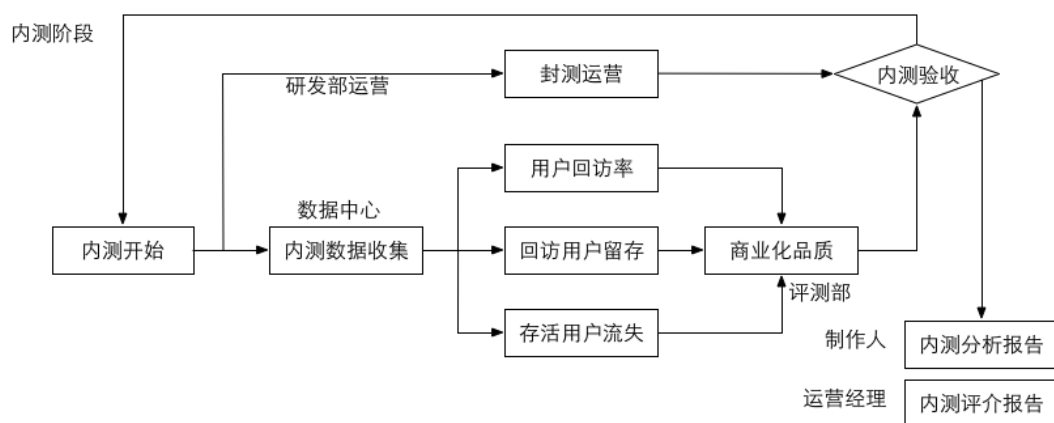 内测阶段
研发部运营
封测运营
内测验收
用户回访率
数据中心
内测开始
内测数据收集
回访用户留存
商业化品质
评测部
存活用户流失
制作人
内测分析报告
运营经理
内测评介报告